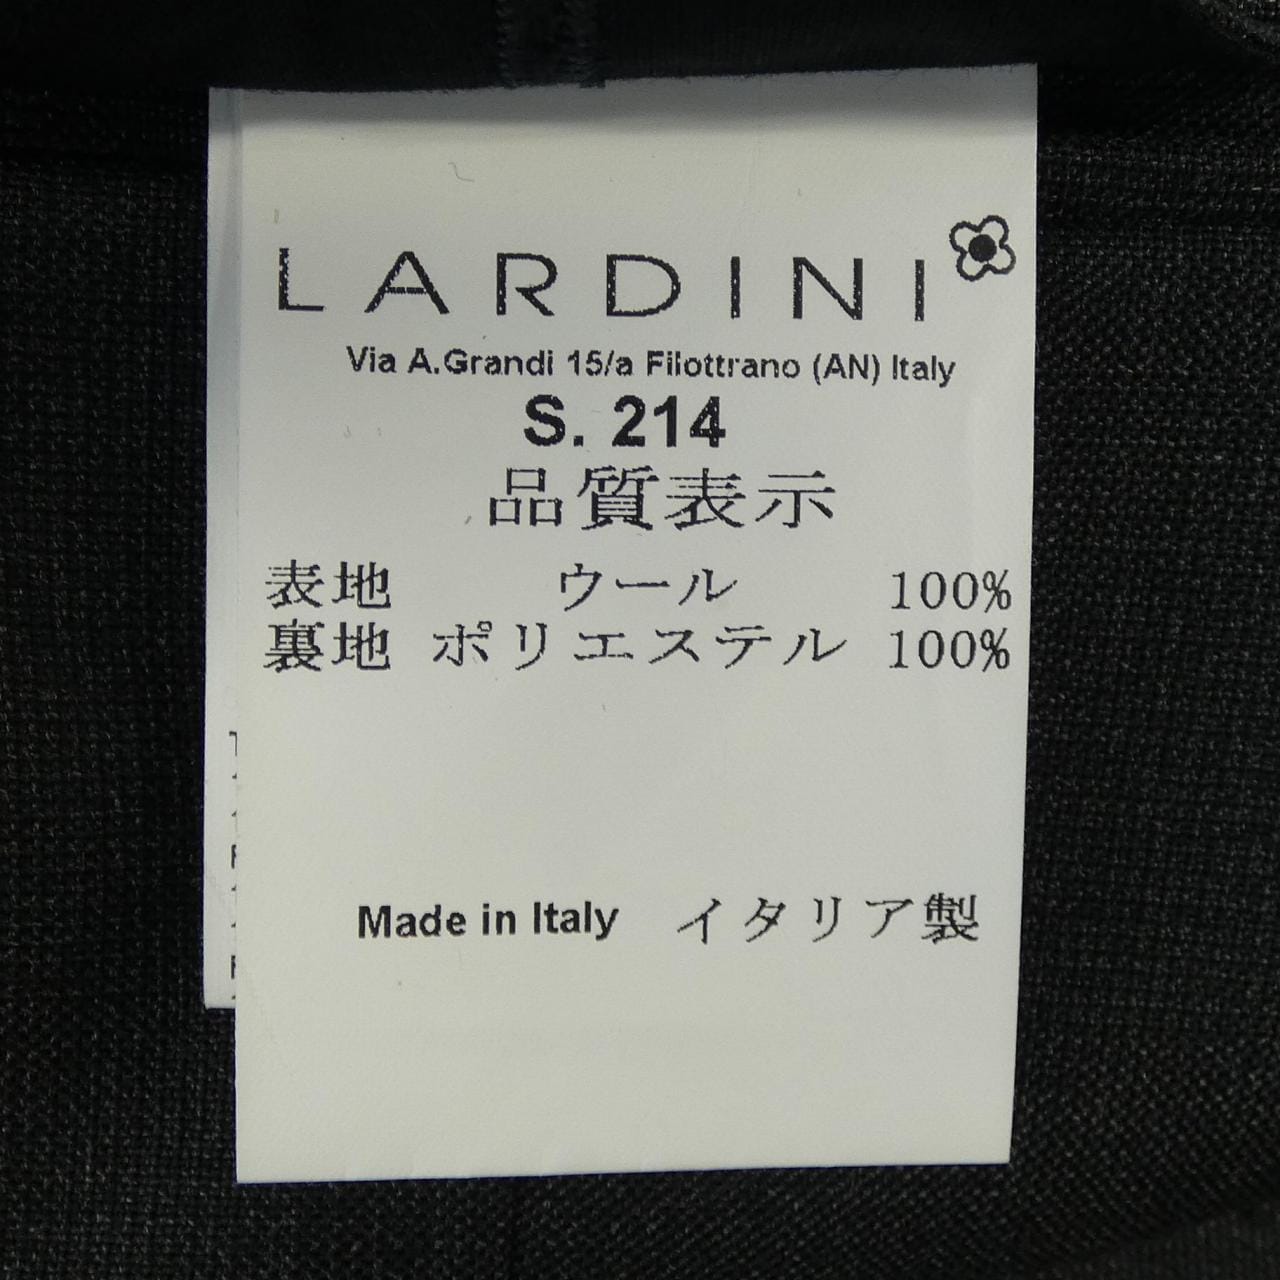 LARDINI
Via A.Grandi 15/a Filottrano (AN) Italy
S. 214
品質表示
表地 ウール 100%
裏地 ポリエステル 100%
Made in Italy イタリア製